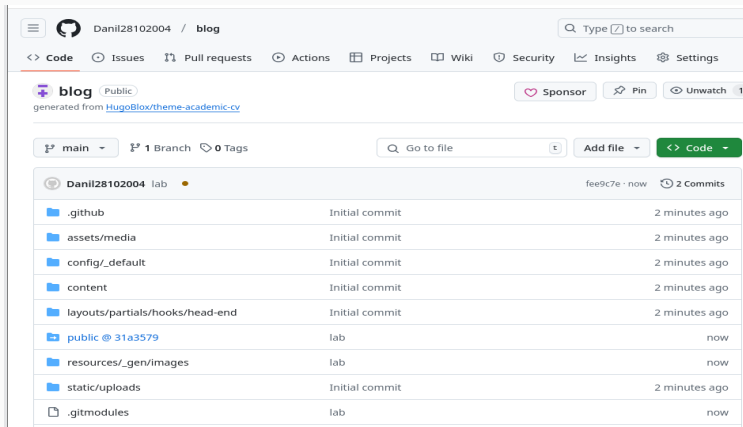 Danil28102004 / blog
Type / to search
Code Issues Pull requests Actions Projects Wiki Security Insights Settings
blog Public
Sponsor Pin Unwatch 1
generated from HugoBlox/theme-academic-cv
main 1 Branch 0 Tags Go to file t Add file Code
Danil28102004 lab fee9c7e · now 2 Commits
.github Initial commit 2 minutes ago
assets/media Initial commit 2 minutes ago
config/_default Initial commit 2 minutes ago
content Initial commit 2 minutes ago
layouts/partials/hooks/head-end Initial commit 2 minutes ago
public @ 31a3579 lab now
resources/_gen/images lab now
static/uploads Initial commit 2 minutes ago
.gitmodules lab now